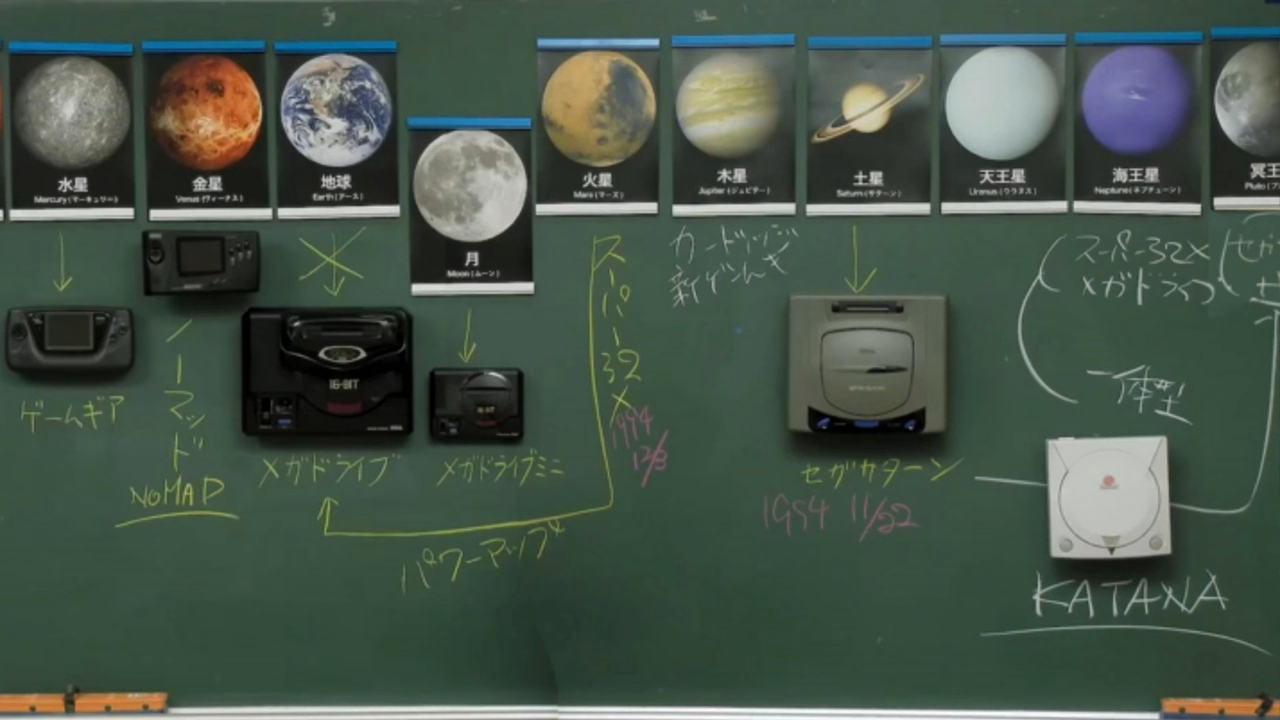 水星
Mercury(マーキュリー)
金星
Venus(ヴィーナス)
地球
Earth(アース)
月
Moon(ムーン)
火星
Mars(マーズ)
木星
Jupiter(ジュピター)
土星
Saturn(サターン)
天王星
Uranus(ウラヌス)
海王星
Neptune(ネプチューン)
冥王
Pluto(プ
ゲームギア
ノーマッド
NOMAD
16-BIT
メガドライブ
メガドライブミニ
スーパー32X
1994
12/3
パワーアップ
カートリッジ
新ゲンムキ
セガサターン
1994 11/22
スーパー32X
メガドライブ
一体型
セガ
KATANA